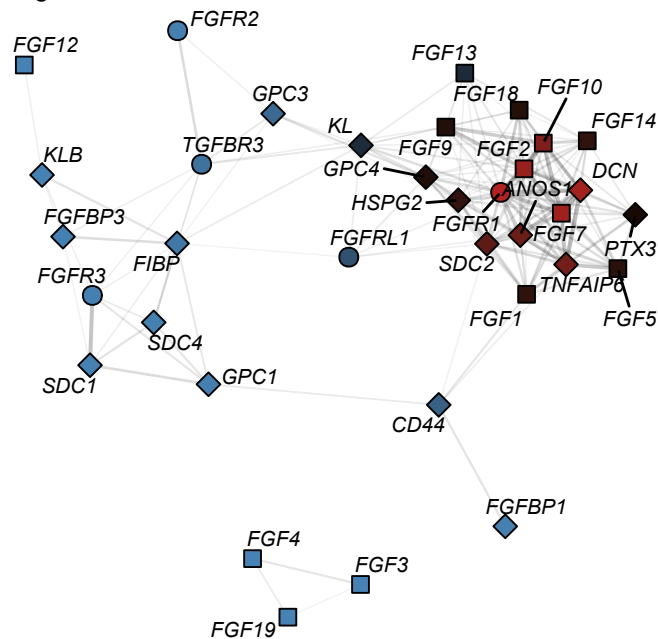 FGFR2
FGF12
FGF13
FGF10
FGF18
GPC3
KL
FGF14
TGFBR3
FGF9
FGF2
KLB
GPC4
DCN
ANOS1
HSPG2
FGFBP3
FGFR1
FGF7
FGFRL1
PTX3
FIBP
SDC2
FGFR3
TNFAIP6
FGF1
FGF5
SDC4
SDC1
GPC1
CD44
FGFBP1
FGF4
FGF3
FGF19